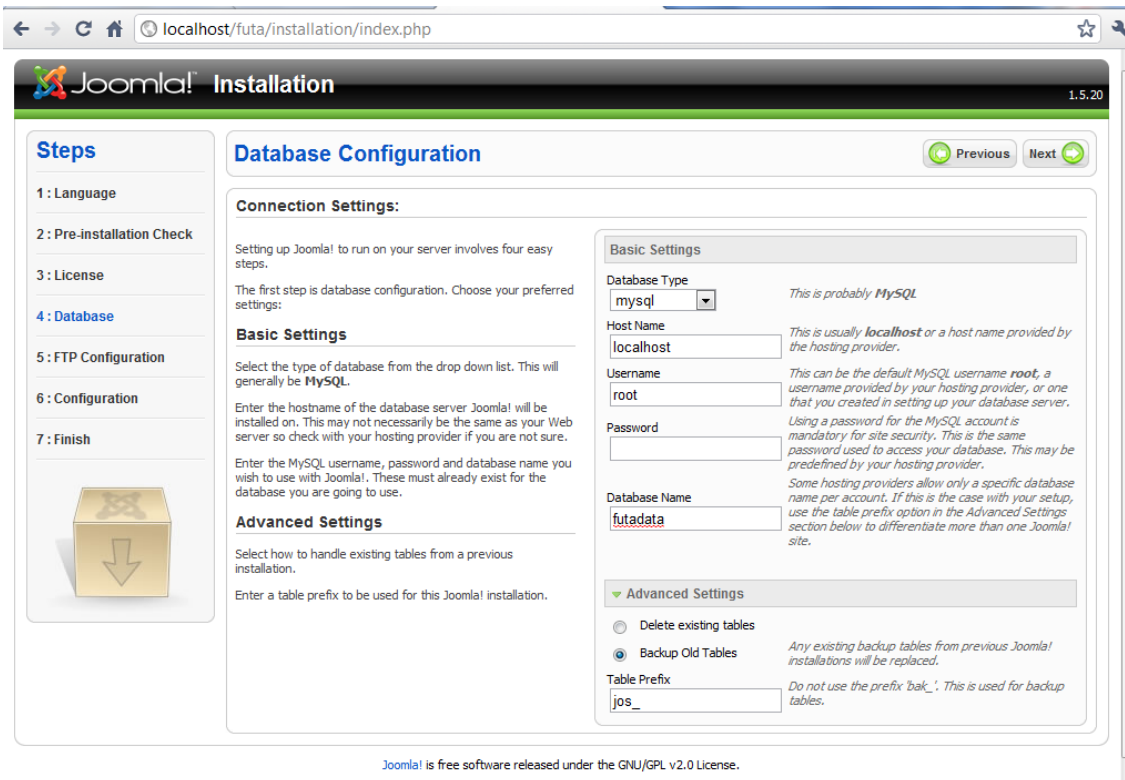 localhost/futa/installation/index.php
Joomla! Installation
1.5.20
Steps
1 : Language
2 : Pre-installation Check
3 : License
4 : Database
5 : FTP Configuration
6 : Configuration
7 : Finish
Database Configuration
Previous
Next
Connection Settings:
Setting up Joomla! to run on your server involves four easy
steps.
The first step is database configuration. Choose your preferred
settings:
Basic Settings
Select the type of database from the drop down list. This will
generally be MySQL.
Enter the hostname of the database server Joomla! will be
installed on. This may not necessarily be the same as your Web
server so check with your hosting provider if you are not sure.
Enter the MySQL username, password and database name you
wish to use with Joomla!. These must already exist for the
database you are going to use.
Advanced Settings
Select how to handle existing tables from a previous
installation.
Enter a table prefix to be used for this Joomla! installation.
Basic Settings
Database Type
mysql
This is probably MySQL
Host Name
localhost
This is usually localhost or a host name provided by
the hosting provider.
Username
root
This can be the default MySQL username root, a
username provided by your hosting provider, or one
that you created in setting up your database server.
Password
Using a password for the MySQL account is
mandatory for site security. This is the same
password used to access your database. This may be
predefined by your hosting provider.
Database Name
futadata
Some hosting providers allow only a specific database
name per account. If this is the case with your setup,
use the table prefix option in the Advanced Settings
section below to differentiate more than one Joomla!
site.
Advanced Settings
Delete existing tables
Backup Old Tables
Any existing backup tables from previous Joomla!
installations will be replaced.
Table Prefix
jos_
Do not use the prefix 'bak_'. This is used for backup
tables.
Joomla! is free software released under the GNU/GPL v2.0 License.